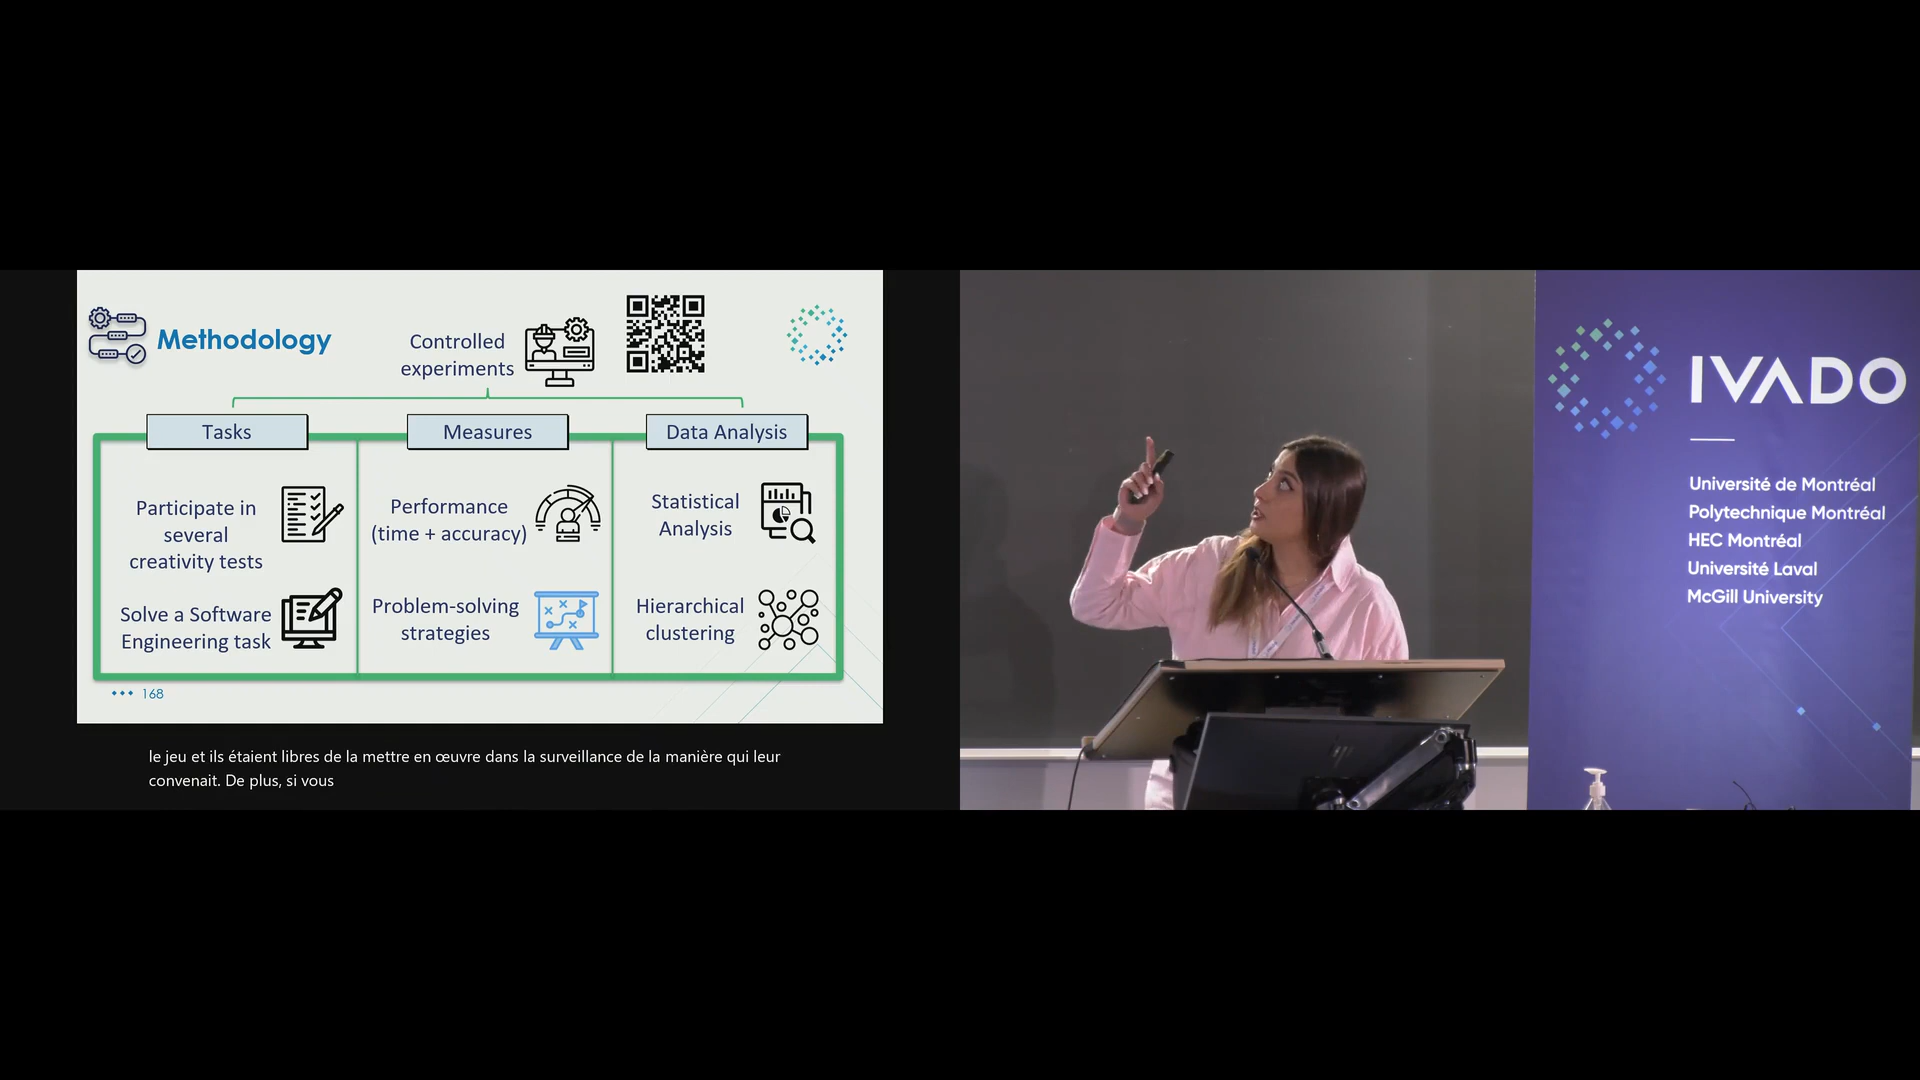 Methodology
Controlled
experiments
Tasks
Measures
Data Analysis
Participate in
several
creativity tests
Solve a Software
Engineering task
Performance
(time + accuracy)
Problem-solving
strategies
Statistical
Analysis
Hierarchical
clustering
168
le jeu et ils étaient libres de la mettre en œuvre dans la surveillance de la manière qui leur
convenait. De plus, si vous
IVADO
Université de Montréal
Polytechnique Montréal
HEC Montréal
Université Laval
McGill University